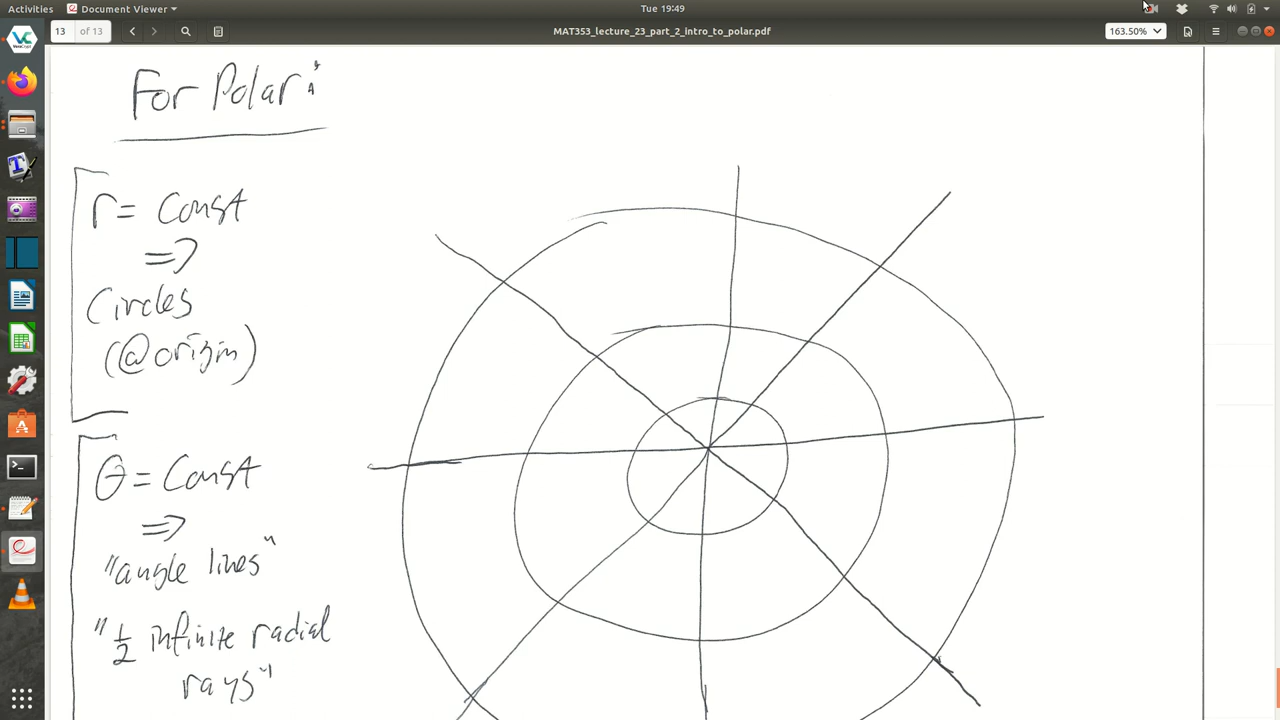 Activities
Document Viewer
Tue 19:49
13 of 13
MAT353_lecture_23_part_2_intro_to_polar.pdf
163.50%
For Polar:
r = Const
=>
Circles
(@origin)
θ = Const
=>
"angle lines"
"1/2 infinite radial
rays"